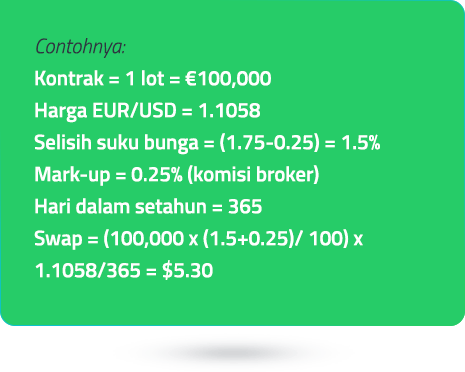 Contohnya:
Kontrak = 1 lot = €100,000
Harga EUR/USD = 1.1058
Selisih suku bunga = (1.75-0.25) = 1.5%
Mark-up = 0.25% (komisi broker)
Hari dalam setahun = 365
Swap = (100,000 x (1.5+0.25)/ 100) x
1.1058/365 = $5.30